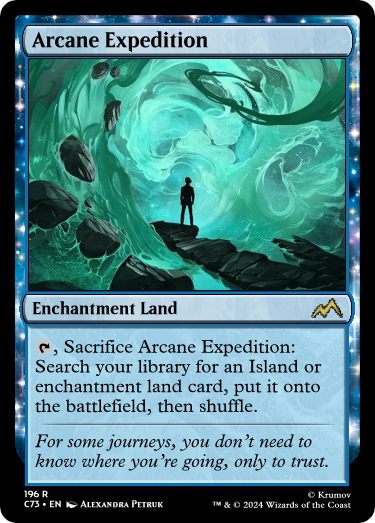 Arcane Expedition
Enchantment Land
, Sacrifice Arcane Expedition:
Search your library for an Island or
enchantment land card, put it onto
the battlefield, then shuffle.
For some journeys, you don't need to
know where you're going, only to trust.
196 R
© Krumov
C73 • EN Alexandra Petruk
™ & © 2024 Wizards of the Coast